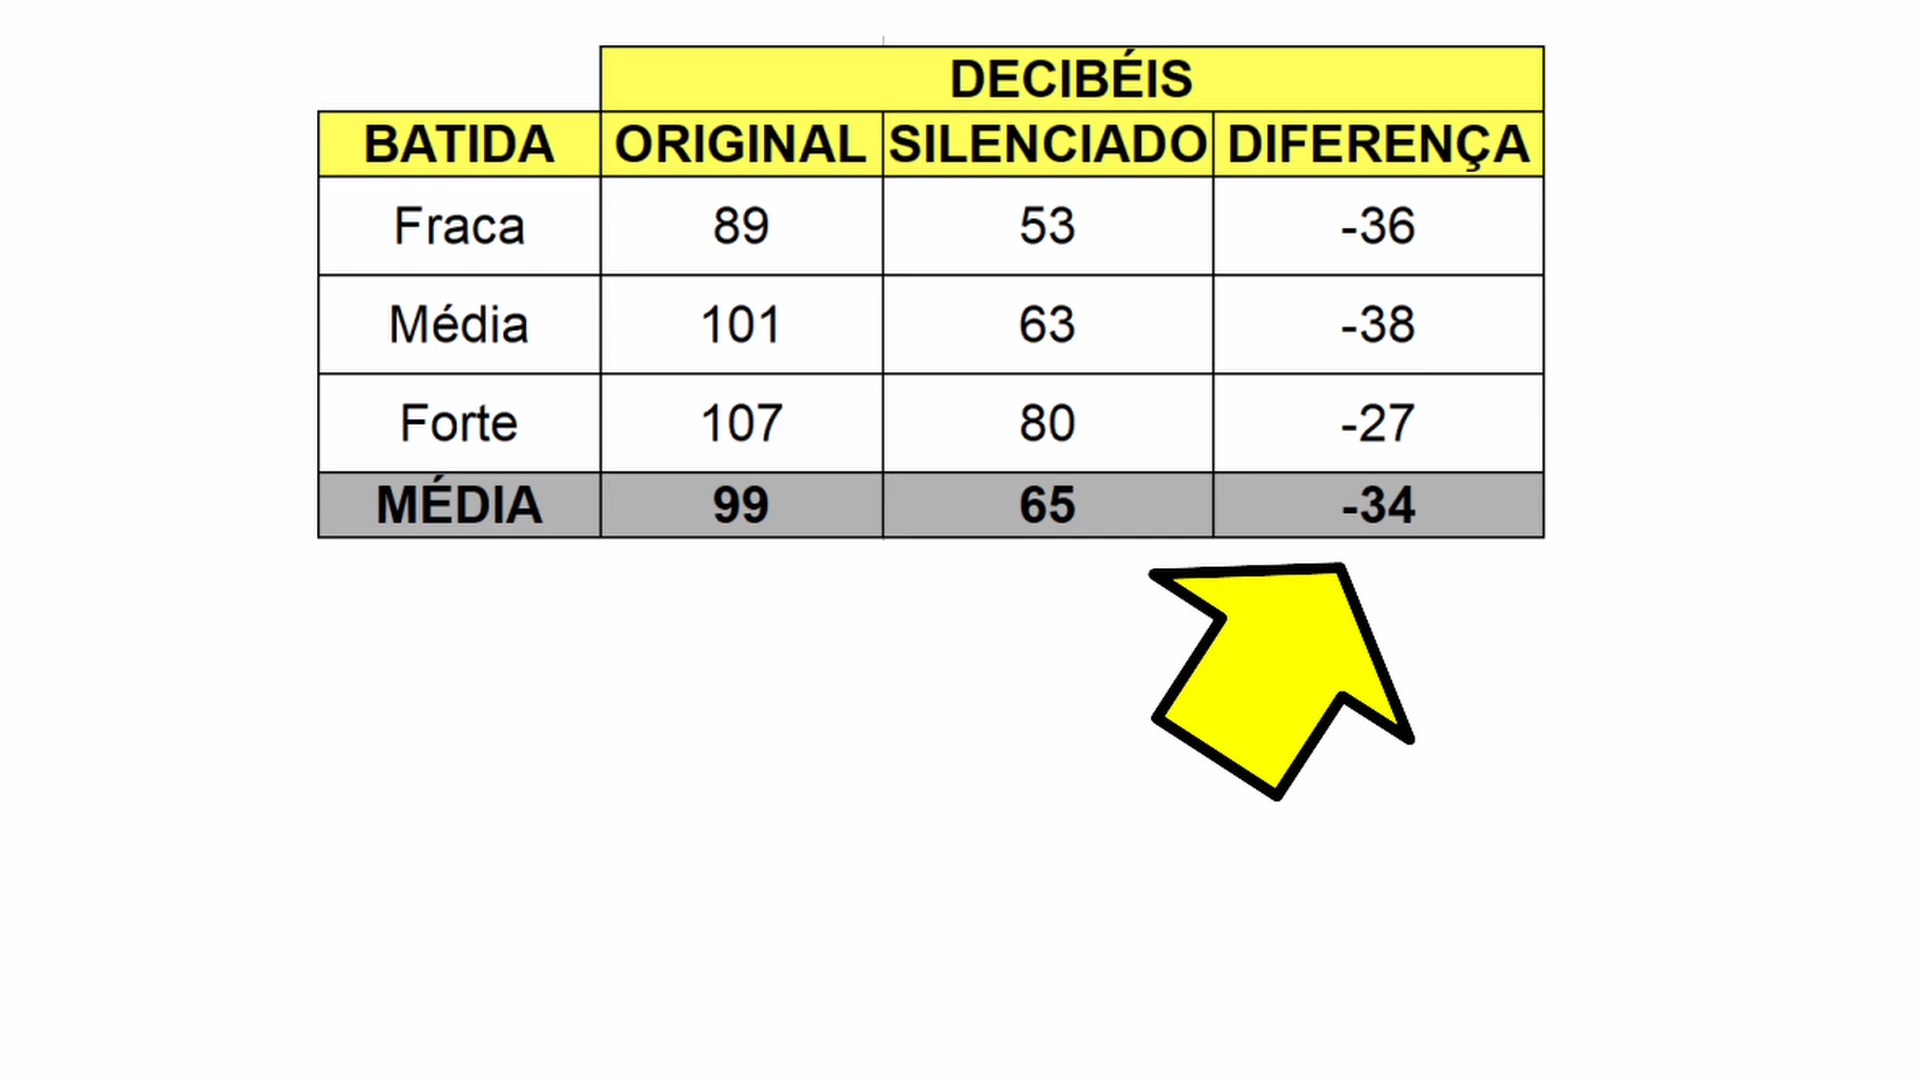 DECIBÉIS
BATIDA ORIGINAL SILENCIADO DIFERENÇA
Fraca 89 53 -36
Média 101 63 -38
Forte 107 80 -27
MÉDIA 99 65 -34